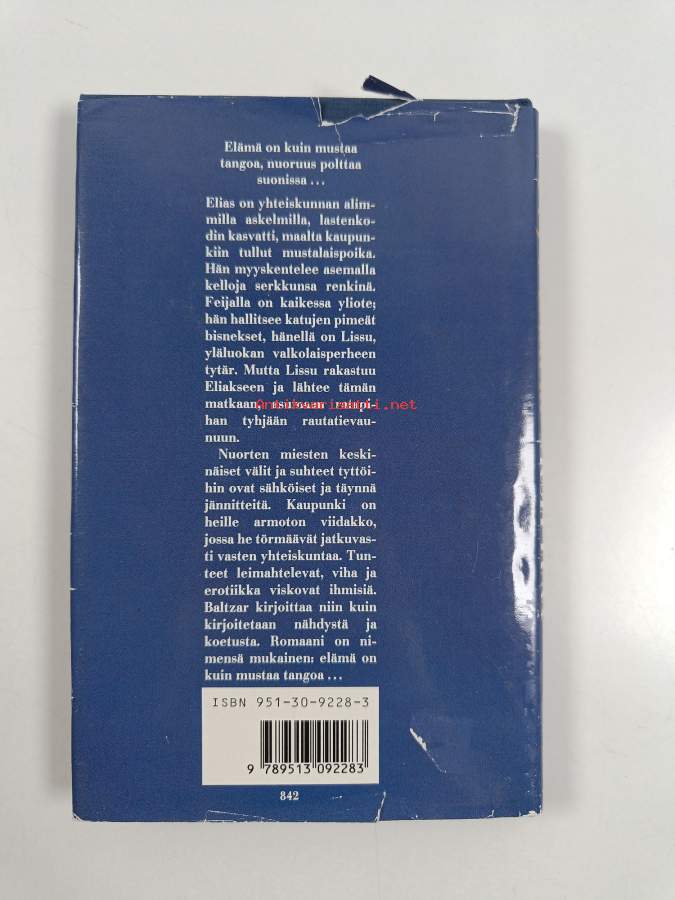 Elämä on kuin mustaa
tangoa, nuoruus polttaa
suonissa ...
Elias on yhteiskunnan alim-
milla askelmilla, lastenko-
din kasvatti, maalta kaupun-
kiin tullut mustalaispoika.
Hän myyskentelee asemalla
kelloja serkkunsa renkinä.
Feijalla on kaikessa yliote;
hän hallitsee katujen pimeät
bisnekset, hänellä on Lissu,
yläluokan valkolaisperheen
tytär. Mutta Lissu rakastuu
Eliakseen ja lähtee tämän
matkaan, asumaan ratapi-
han tyhjään rautatievau-
nuun.
Nuorten miesten keski-
näiset välit ja suhteet tyttöi-
hin ovat sähköiset ja täynnä
jännitteitä. Kaupunki on
heille armoton viidakko,
jossa he törmäävät jatkuvas-
ti vasten yhteiskuntaa. Tun-
teet leimahtelevat, viha ja
erotiikka viskovat ihmisiä.
Baltzar kirjoittaa niin kuin
kirjoitetaan nähdystä ja
koetusta. Romaani on ni-
mensä mukainen: elämä on
kuin mustaa tangoa ...
ISBN 951-30-9228-3
9 789513 092283
842
Antikvariaatti.net